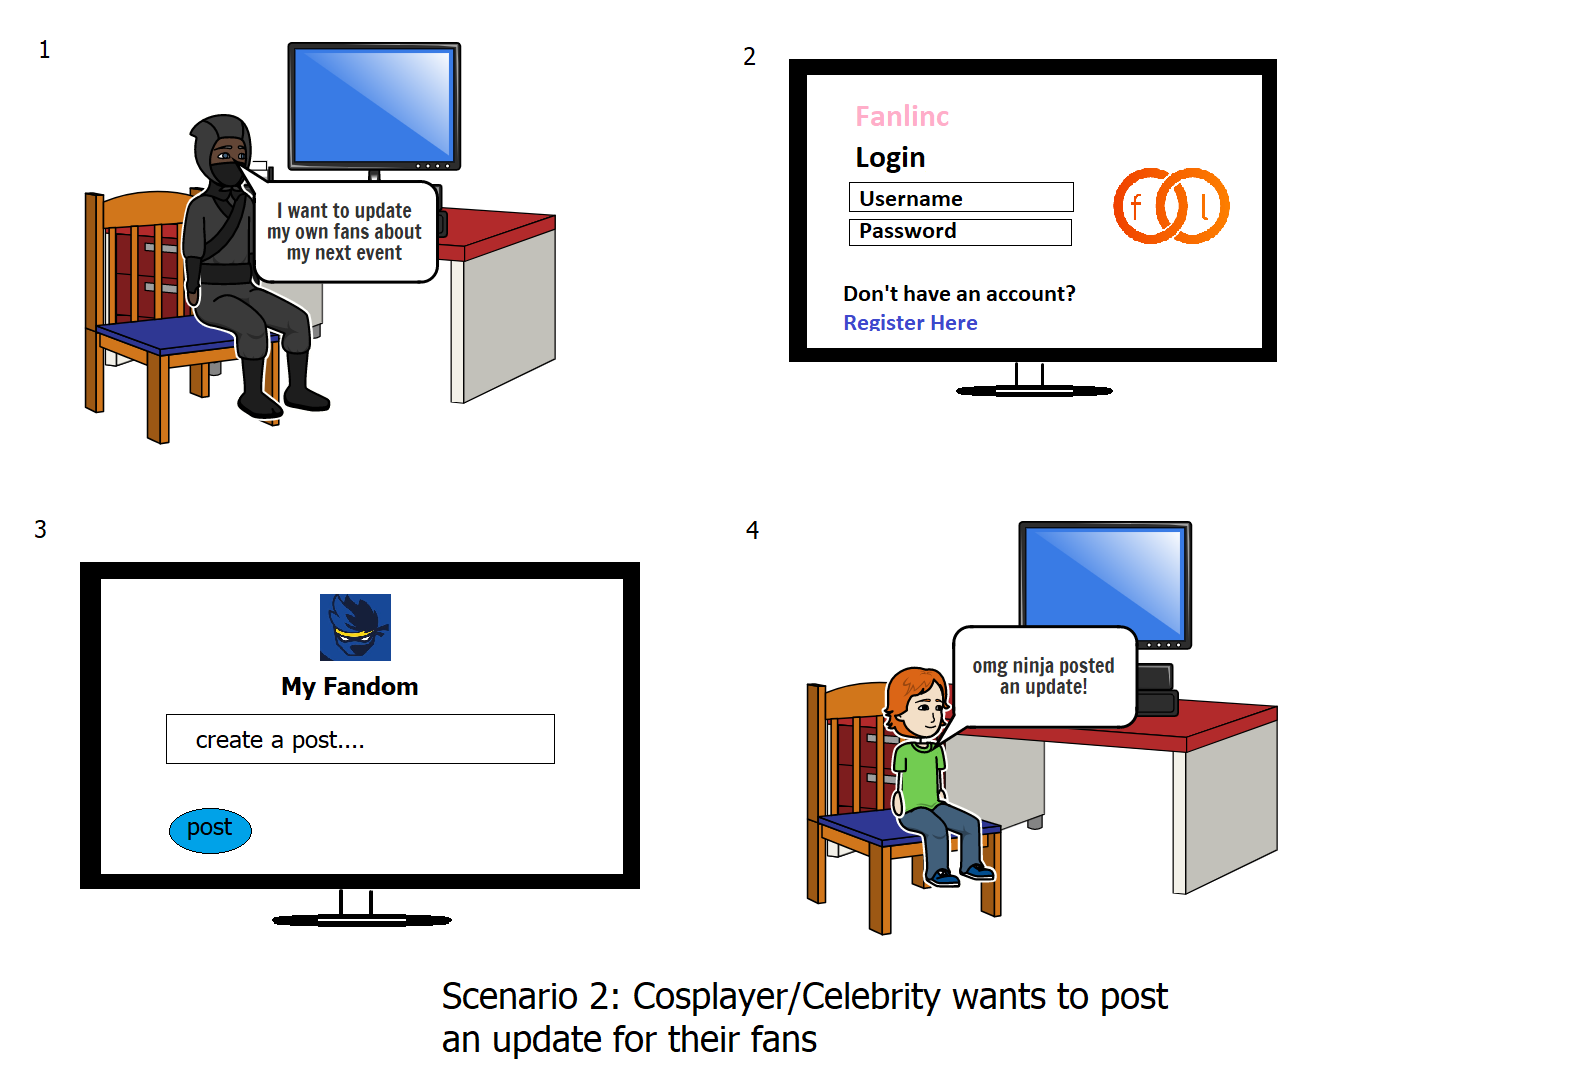 1
I want to update
my own fans about
my next event
2
Fanlinc
Login
Username
Password
f l
Don't have an account?
Register Here
3
My Fandom
create a post....
post
4
omg ninja posted
an update!
Scenario 2: Cosplayer/Celebrity wants to post
an update for their fans